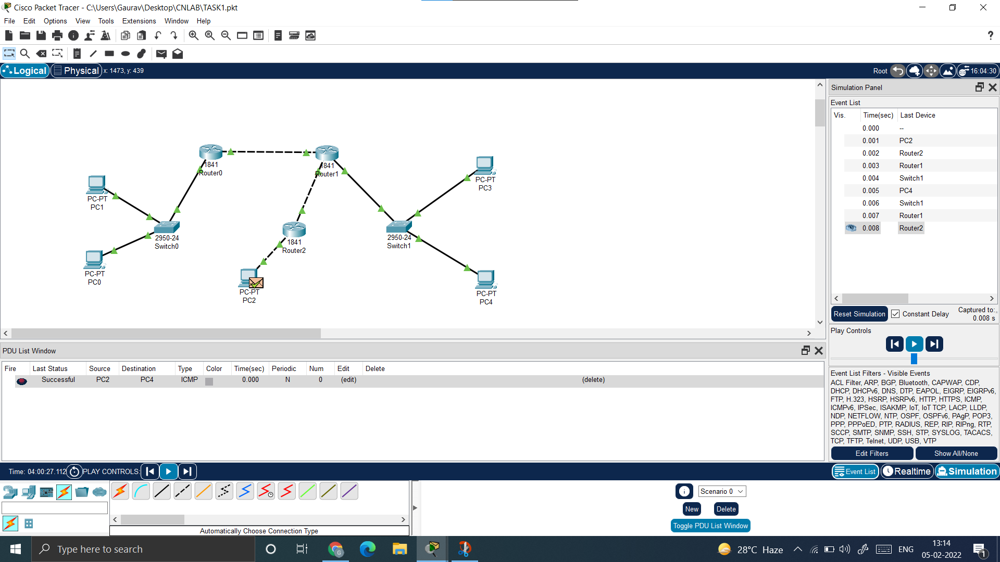 Cisco Packet Tracer - C:\Users\Gaurav\Desktop\CNLAB\TASK1.pkt
File Edit Options View Tools Extensions Window Help
Logical Physical x: 1473, y: 439 Root 16:04:30
1841
Router0
1841
Router1
PC-PT
PC3
PC-PT
PC1
2950-24
Switch0
1841
Router2
2950-24
Switch1
PC-PT
PC0
PC-PT
PC2
PC-PT
PC4
Simulation Panel
Event List
Vis. Time(sec) Last Device
0.000 --
0.001 PC2
0.002 Router2
0.003 Router1
0.004 Switch1
0.005 PC4
0.006 Switch1
0.007 Router1
0.008 Router2
Reset Simulation Constant Delay Captured to:
0.008 s
Play Controls
PDU List Window
Fire Last Status Source Destination Type Color Time(sec) Periodic Num Edit Delete
Successful PC2 PC4 ICMP 0.000 N 0 (edit) (delete)
Event List Filters - Visible Events
ACL Filter, ARP, BGP, Bluetooth, CAPWAP, CDP,
DHCP, DHCPv6, DNS, DTP, EAPOL, EIGRP, EIGRPv6,
FTP, H.323, HSRP, HSRPv6, HTTP, HTTPS, ICMP,
ICMPv6, IPSec, ISAKMP, IoT, IoT TCP, LACP, LLDP,
NDP, NETFLOW, NTP, OSPF, OSPFv6, PAgP, POP3,
PPP, PPPoED, PTP, RADIUS, REP, RIP, RIPng, RTP,
SCCP, SMTP, SNMP, SSH, STP, SYSLOG, TACACS,
TCP, TFTP, Telnet, UDP, USB, VTP
Edit Filters Show All/None
Time: 04:00:27.112 PLAY CONTROLS: Event List Realtime Simulation
Scenario 0
New Delete
Toggle PDU List Window
Automatically Choose Connection Type
Type here to search
28°C Haze ENG
13:14
05-02-2022
1